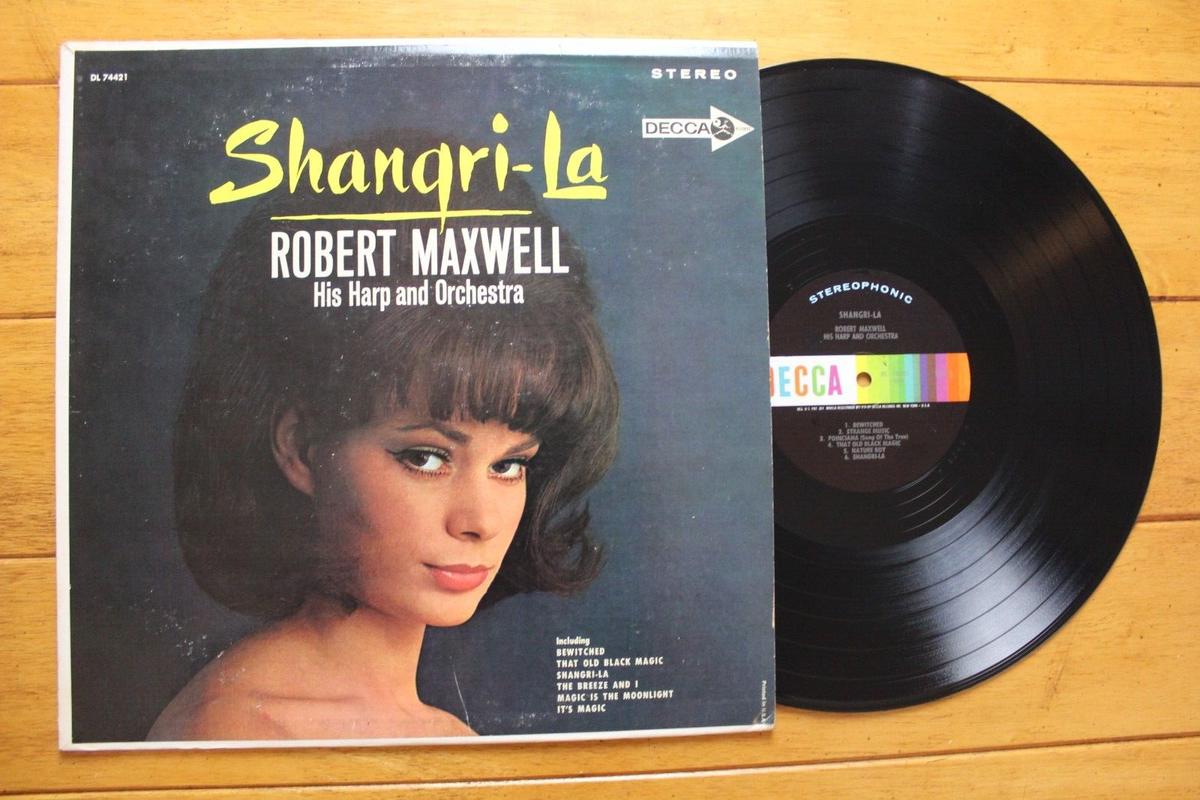 DL 74421
STEREO
DECCA
Shangri-La
ROBERT MAXWELL
His Harp and Orchestra
Including
BEWITCHED
THAT OLD BLACK MAGIC
SHANGRI-LA
THE BREEZE AND I
MAGIC IS THE MOONLIGHT
IT'S MAGIC
Printed in U.S.A.
STEREOPHONIC
SHANGRI-LA
ROBERT MAXWELL
HIS HARP AND ORCHESTRA
DECCA
1. BEWITCHED
2. STRANGE MUSIC
3. POINCIANA (Song Of The Tree)
4. THAT OLD BLACK MAGIC
5. NATURE BOY
6. SHANGRI-LA